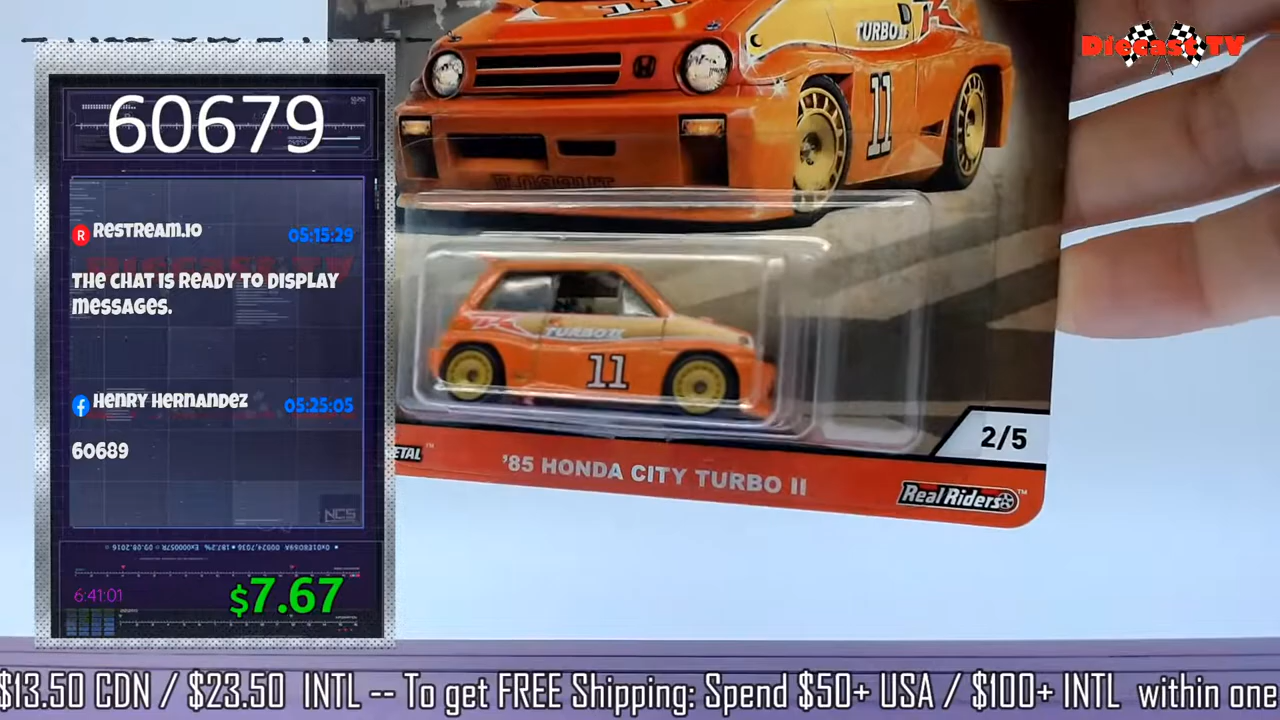 Diecast TV
60679
Restream.io 05:15:29
The chat is ready to display
messages.
Henry Hernandez 05:25:05
60689
NCS
6:41:01
$7.67
11
TURBO II
11
TURBO II
11
2/5
'85 HONDA CITY TURBO II
Real Riders™
$13.50 CDN / $23.50 INTL -- To get FREE Shipping: Spend $50+ USA / $100+ INTL within one